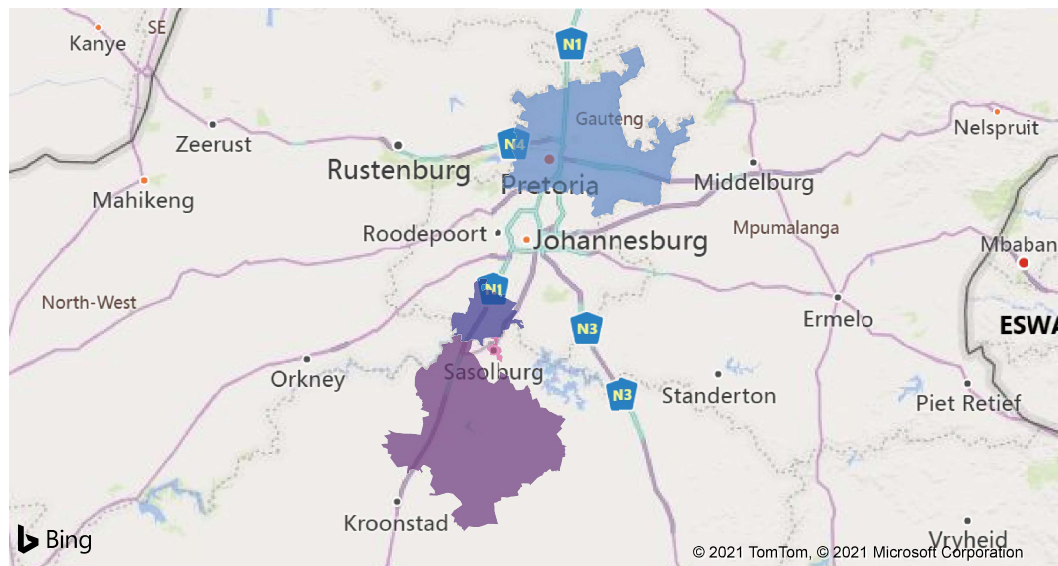 SE
Kanye
N1
Gauteng
Nelspruit
Zeerust
N4
Rustenburg
Pretoria
Middelburg
Mahikeng
Roodepoort
Johannesburg
Mpumalanga
Mbaban
North-West
N1
Ermelo
ESWA
N3
Orkney
Sasolburg
Standerton
N3
Piet Retief
Kroonstad
Bing
Vryheid
© 2021 TomTom, © 2021 Microsoft Corporation